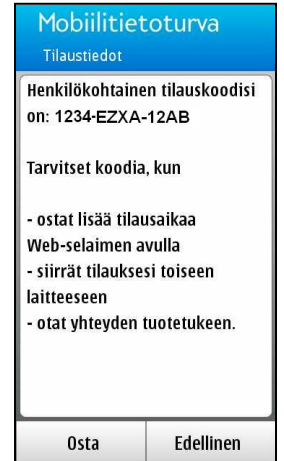 Mobiilitietoturva
Tilaustiedot
Henkilökohtainen tilauskoodisi
on: 1234-EZXA-12AB
Tarvitset koodia, kun
- ostat lisää tilausaikaa
Web-selaimen avulla
- siirrät tilauksesi toiseen
laitteeseen
- otat yhteyden tuotetukeen.
Osta
Edellinen